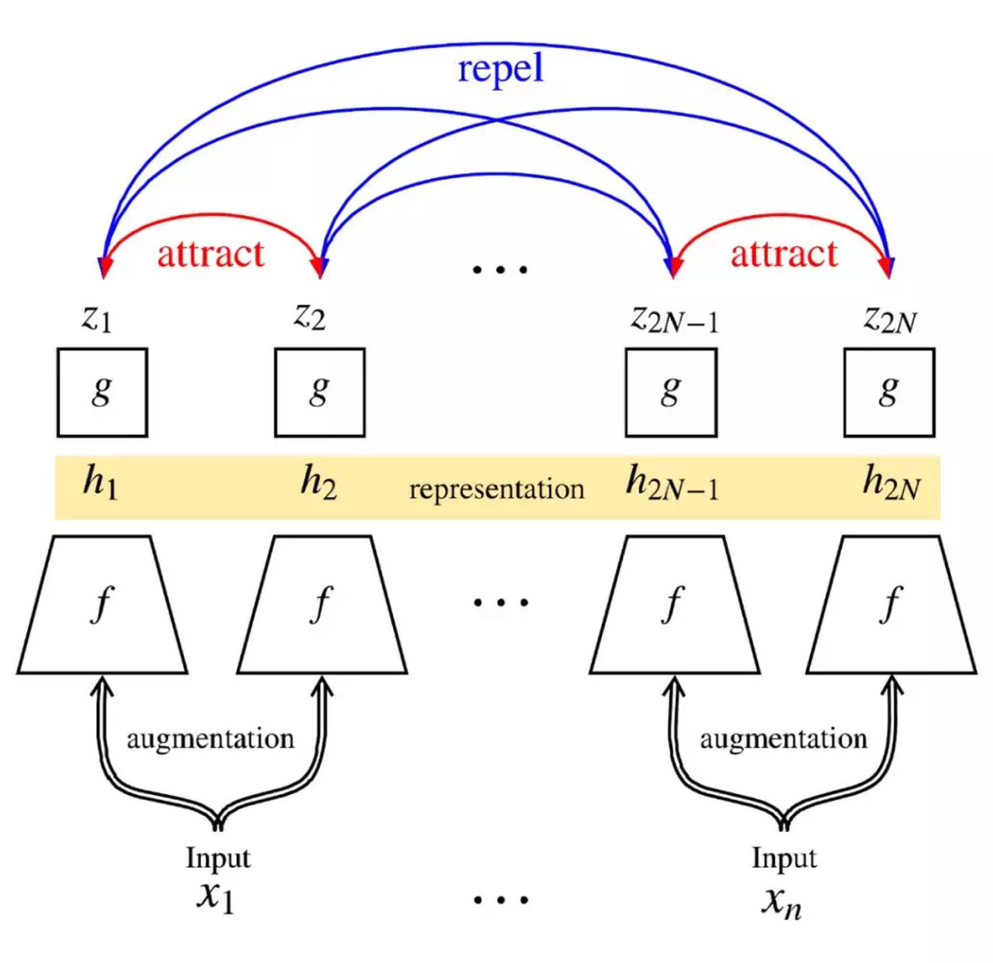 repel
attract attract
...
z1 z2 z2N−1 z2N
g g g g
h1 h2 representation h2N−1 h2N
f f ... f f
augmentation augmentation
Input Input
x1 ... xn